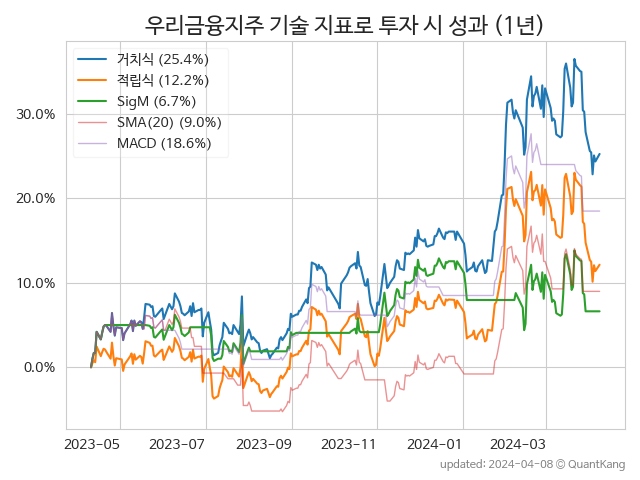 우리금융지주 기술 지표로 투자 시 성과 (1년)
거치식 (25.4%)
적립식 (12.2%)
SigM (6.7%)
SMA(20) (9.0%)
MACD (18.6%)
30.0%
20.0%
10.0%
0.0%
2023-05 2023-07 2023-09 2023-11 2024-01 2024-03
updated: 2024-04-08 © QuantKang